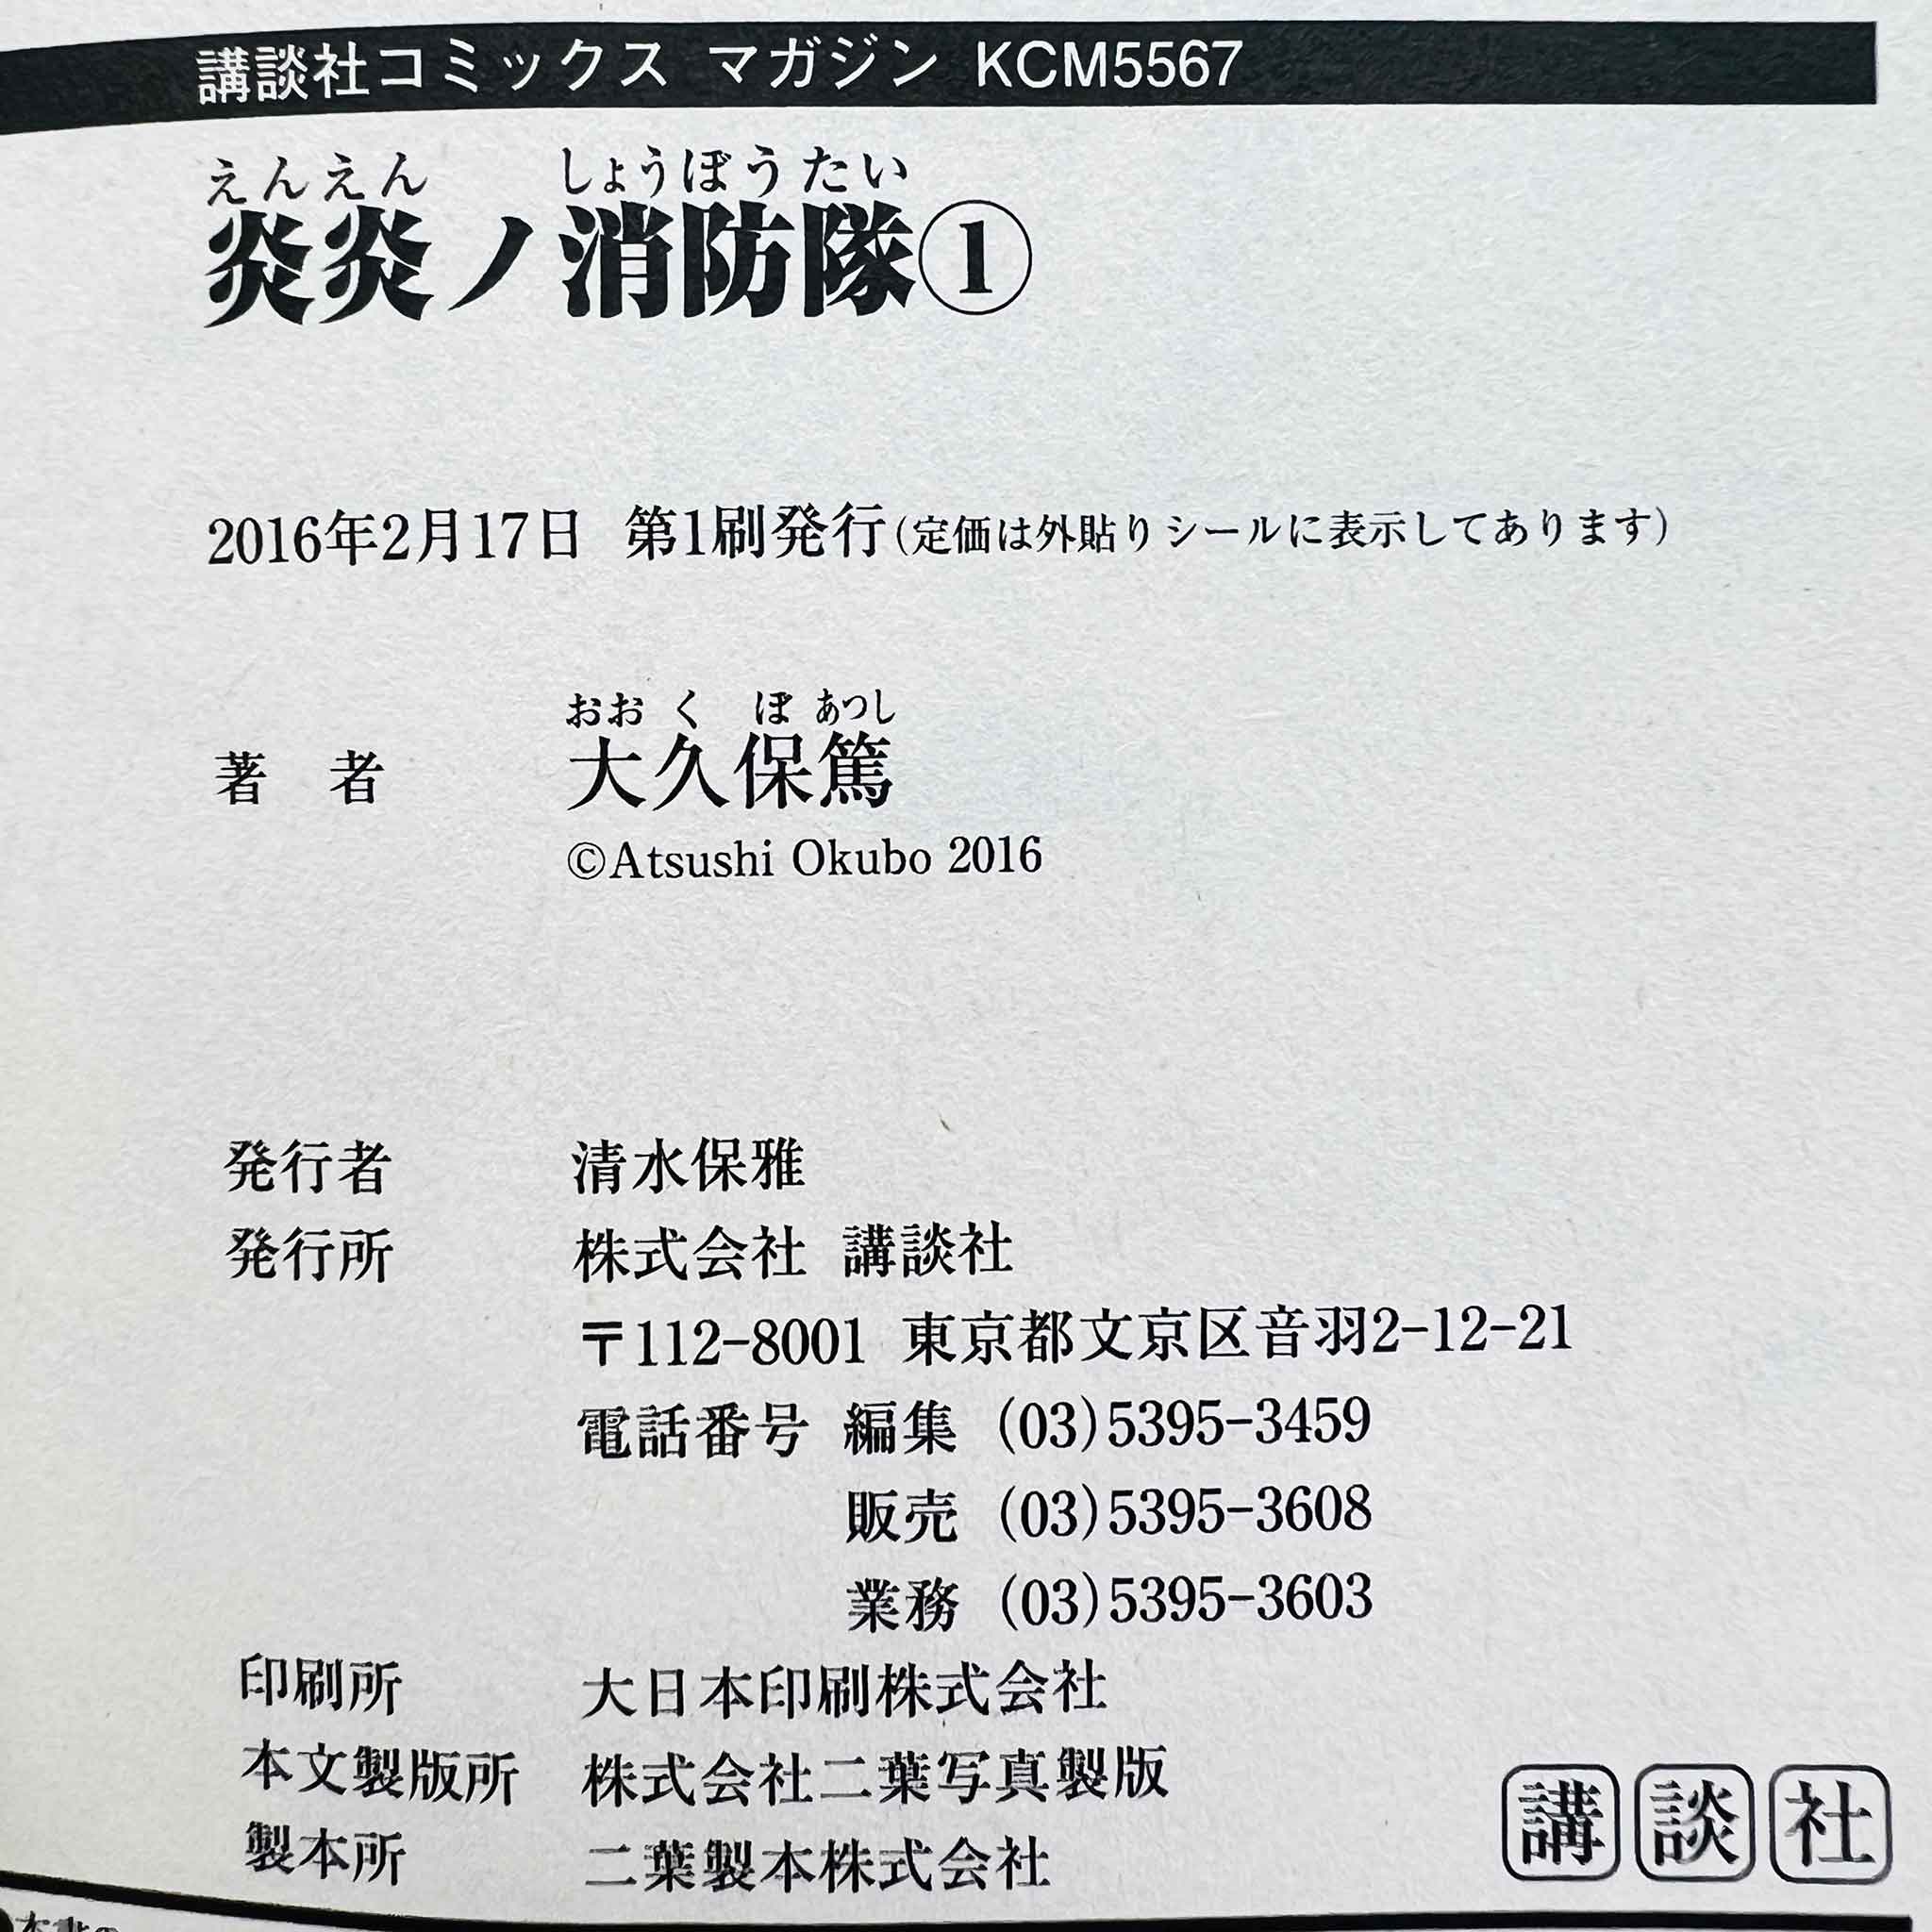 講談社コミックス マガジン KCM5567
えんえん しょうぼうたい
炎炎ノ消防隊①
2016年2月17日 第1刷発行(定価は外貼りシールに表示してあります)
おおくぼあつし
著 者 大久保篤
©Atsushi Okubo 2016
発行者 清水保雅
発行所 株式会社 講談社
〒112-8001 東京都文京区音羽2-12-21
電話番号 編集 (03)5395-3459
販売 (03)5395-3608
業務 (03)5395-3603
印刷所 大日本印刷株式会社
本文製版所 株式会社二葉写真製版
製本所 二葉製本株式会社
講談社